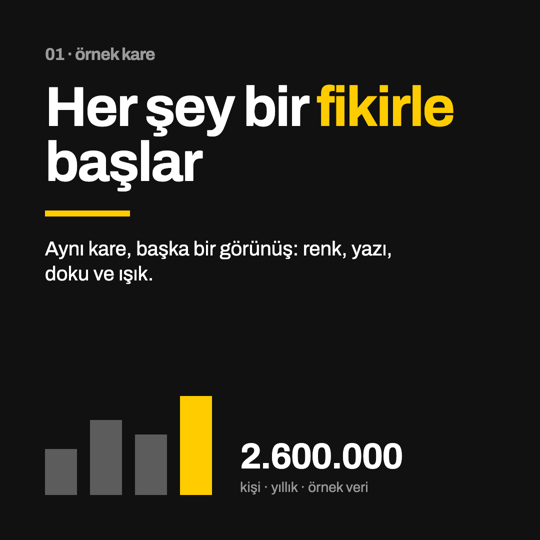 01 · örnek kare
Her şey bir fikirle
başlar
Aynı kare, başka bir görünüş: renk, yazı,
doku ve ışık.
2.600.000
kişi · yıllık · örnek veri